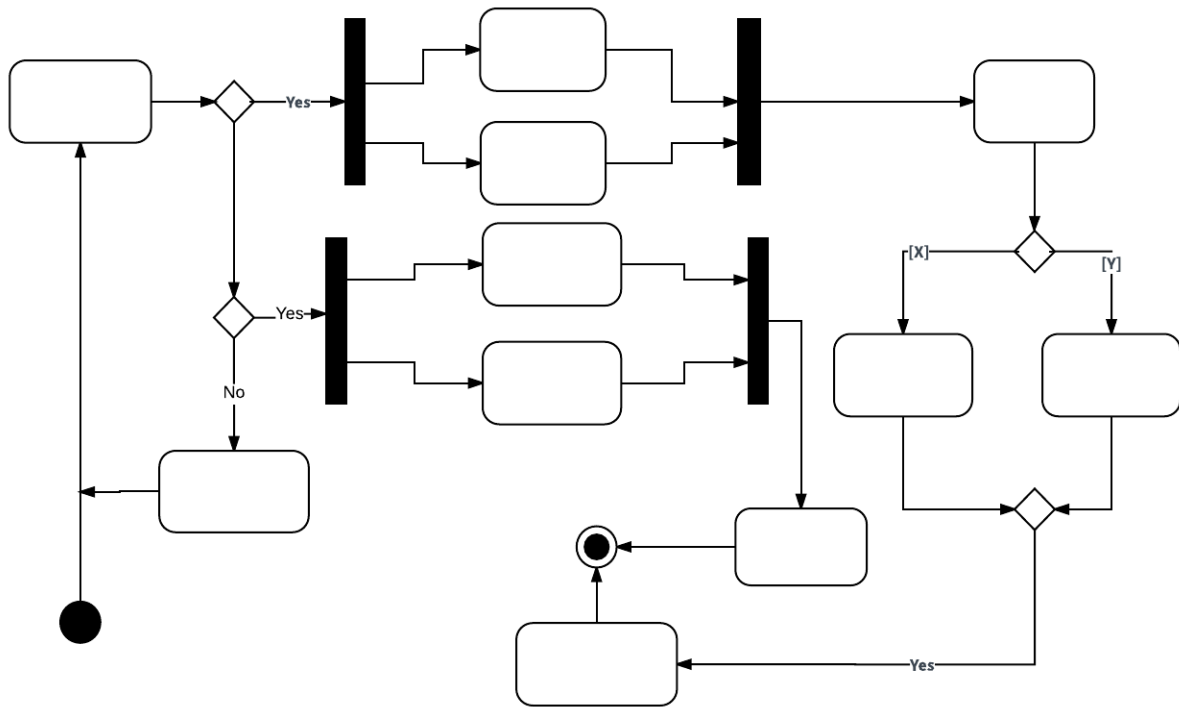 Yes
[X]
[Y]
Yes
No
Yes